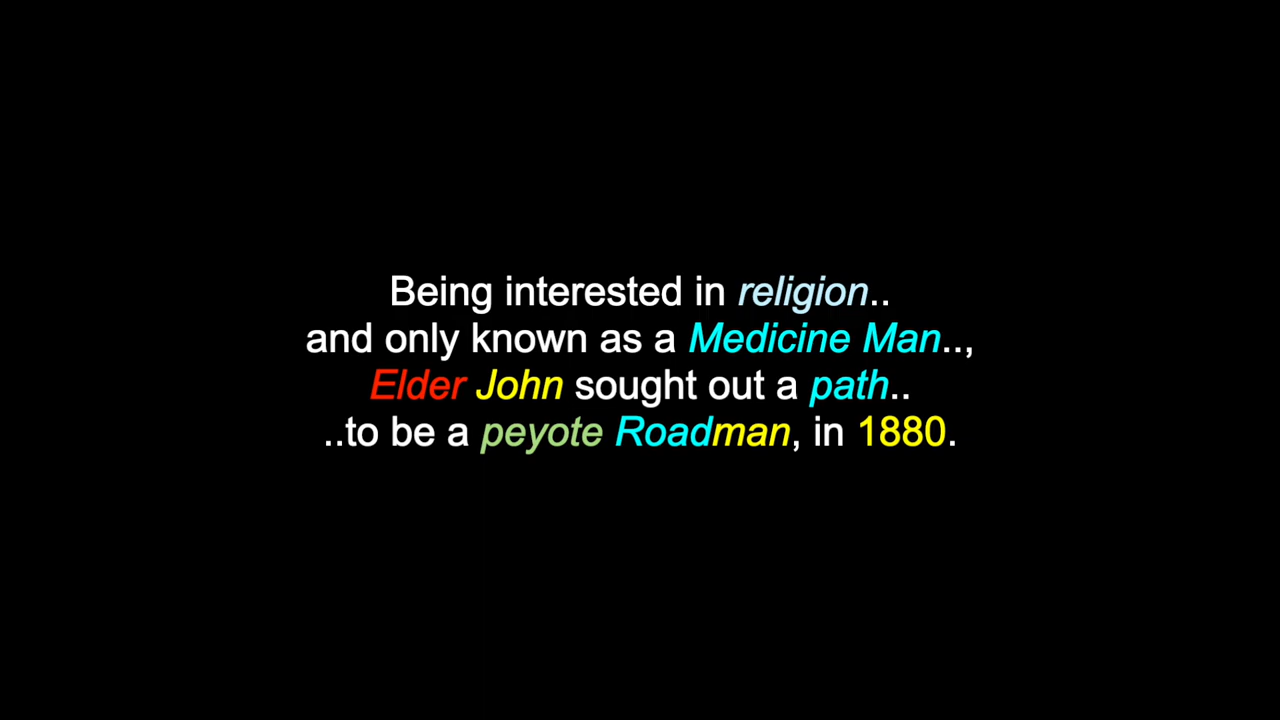 Being interested in religion..
and only known as a Medicine Man..,
Elder John sought out a path..
..to be a peyote Roadman, in 1880.